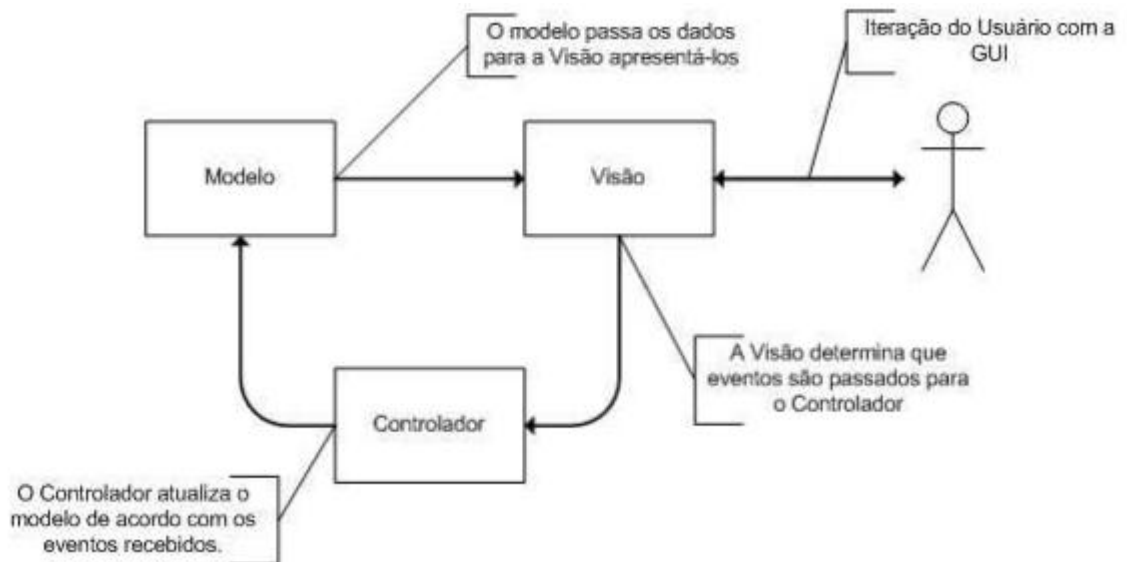 O modelo passa os dados
para a Visão apresentá-los
Iteração do Usuário com a
GUI
Modelo
Visão
A Visão determina que
eventos são passados para
o Controlador
Controlador
O Controlador atualiza o
modelo de acordo com os
eventos recebidos.